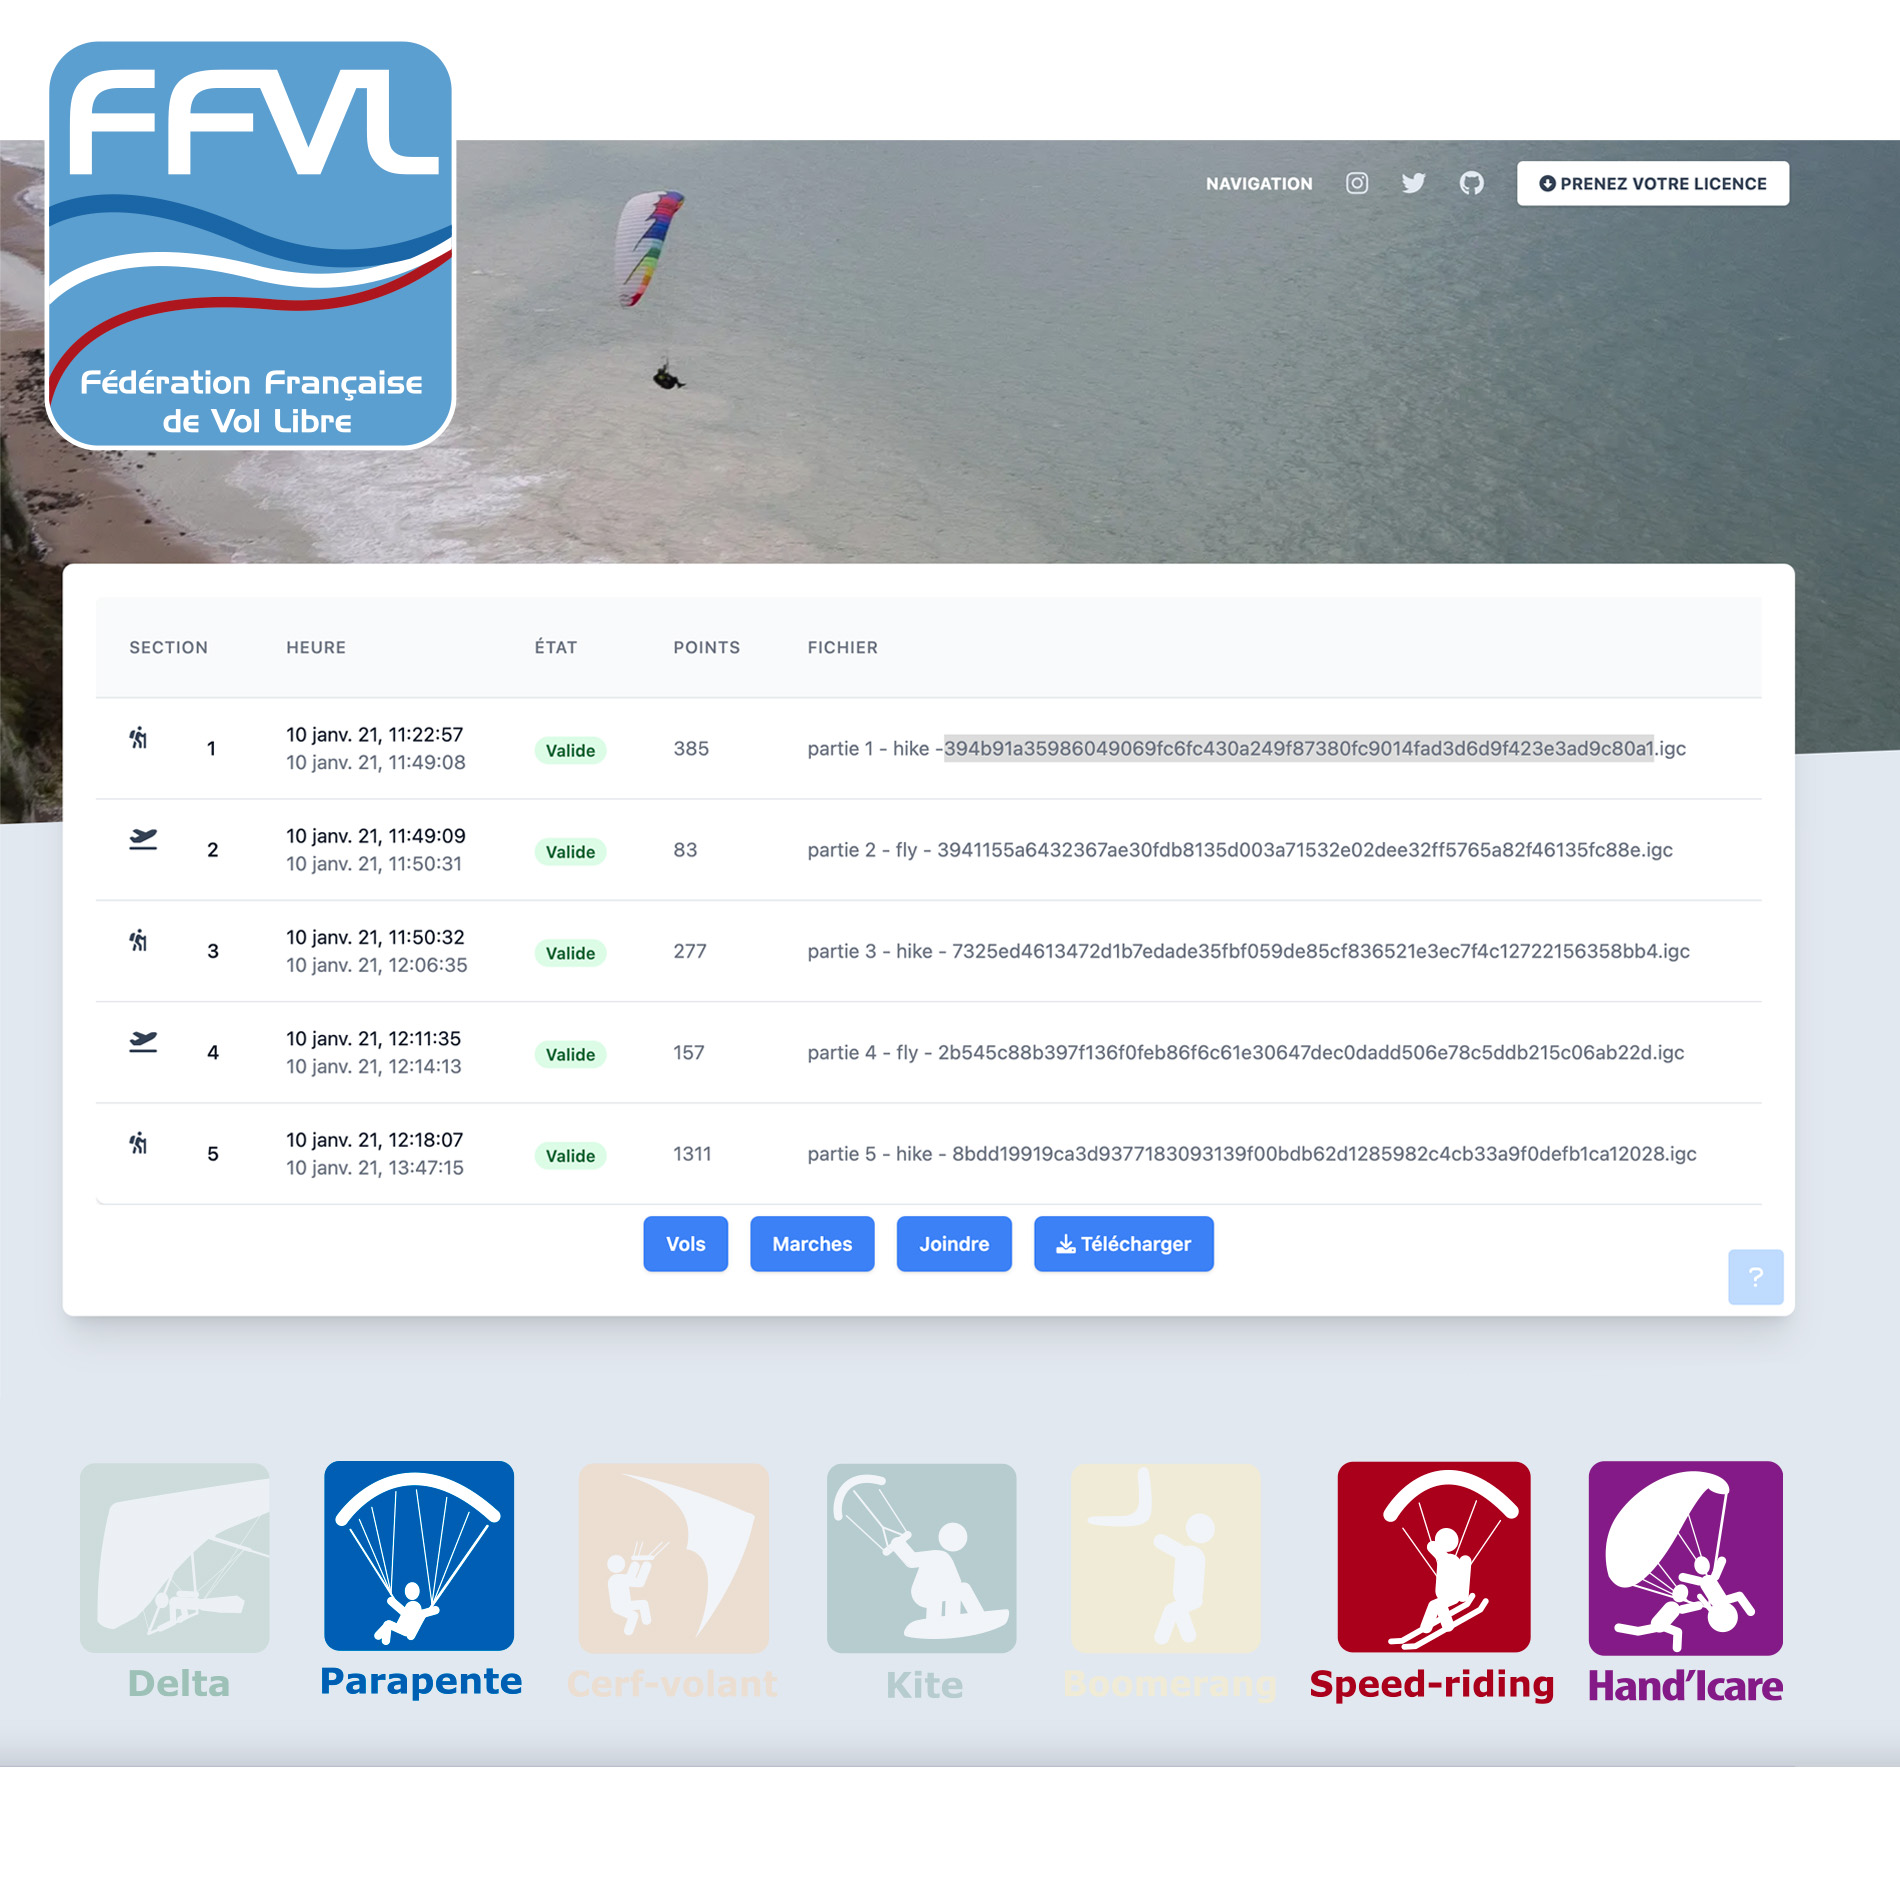 FFVL
Fédération Française
de Vol Libre
NAVIGATION
PRENEZ VOTRE LICENCE
SECTION HEURE ÉTAT POINTS FICHIER
1 10 janv. 21, 11:22:57 10 janv. 21, 11:49:08 Valide 385 partie 1 - hike -394b91a35986049069fc6fc430a249f87380fc9014fad3d6d9f423e3ad9c80a1.igc
2 10 janv. 21, 11:49:09 10 janv. 21, 11:50:31 Valide 83 partie 2 - fly - 3941155a6432367ae30fdb8135d003a71532e02dee32ff5765a82f46135fc88e.igc
3 10 janv. 21, 11:50:32 10 janv. 21, 12:06:35 Valide 277 partie 3 - hike - 7325ed4613472d1b7edade35fbf059de85cf836521e3ec7f4c12722156358bb4.igc
4 10 janv. 21, 12:11:35 10 janv. 21, 12:14:13 Valide 157 partie 4 - fly - 2b545c88b397f136f0feb86f6c61e30647dec0dadd506e78c5ddb215c06ab22d.igc
5 10 janv. 21, 12:18:07 10 janv. 21, 13:47:15 Valide 1311 partie 5 - hike - 8bdd19919ca3d9377183093139f00bdb62d1285982c4cb33a9f0defb1ca12028.igc
Vols Marches Joindre Télécharger
?
Delta Parapente Cerf-volant Kite Boomerang Speed-riding Hand'Icare